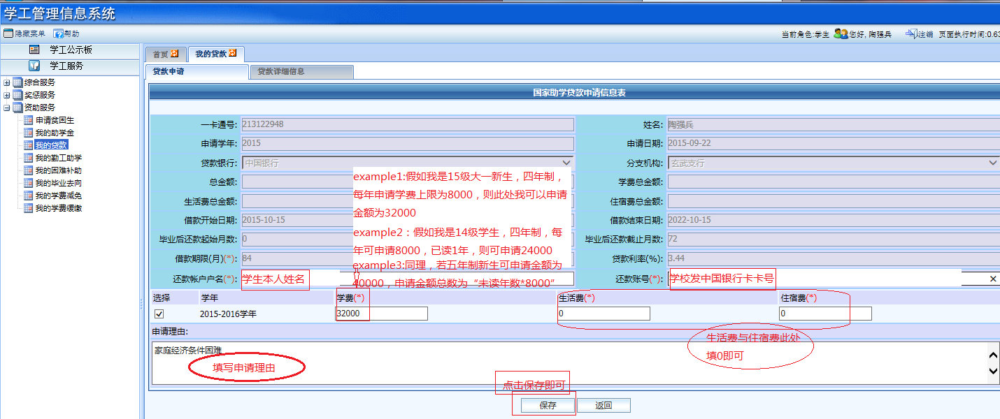 学工管理信息系统
隐藏菜单 帮助 当前角色:学生 您好, 陶强兵 注销 页面执行时间:0.63
学工公示板
学工服务
综合服务
奖惩服务
资助服务
申请贫困生
我的助学金
我的贷款
我的勤工助学
我的困难补助
我的毕业去向
我的学费减免
我的学费缓缴
首页 我的贷款
贷款申请 贷款详细信息
国家助学贷款申请信息表
一卡通号: 213122948 姓名: 陶强兵
申请学年: 2015 申请日期: 2015-09-22
贷款银行: 中国银行 分支机构: 玄武支行
总金额: 学费总金额:
生活费总金额: 住宿费总金额:
借款开始日期: 2015-10-15 借款结束日期: 2022-10-15
毕业后还款起始月数: 0 毕业后还款截止月数: 72
借款期限(月)(*): 84 贷款利率(%): 3.44
还款帐户户名(*): 学生本人姓名 还款账号(*): 学校发中国银行卡卡号
example1:假如我是15级大一新生，四年制，
每年申请学费上限为8000，则此处我可以申请
金额为32000
example2：假如我是14级学生，四年制，每
年可申请8000，已读1年，则可申请24000
example3:同理，若五年制新生可申请金额为
40000，申请金额总数为“未读年数*8000”
选择 学年 学费(*) 生活费(*) 住宿费(*)
2015-2016学年 32000 0 0
申请理由:
家庭经济条件困难
填写申请理由
生活费与住宿费此处
填0即可
点击保存即可
保存 返回